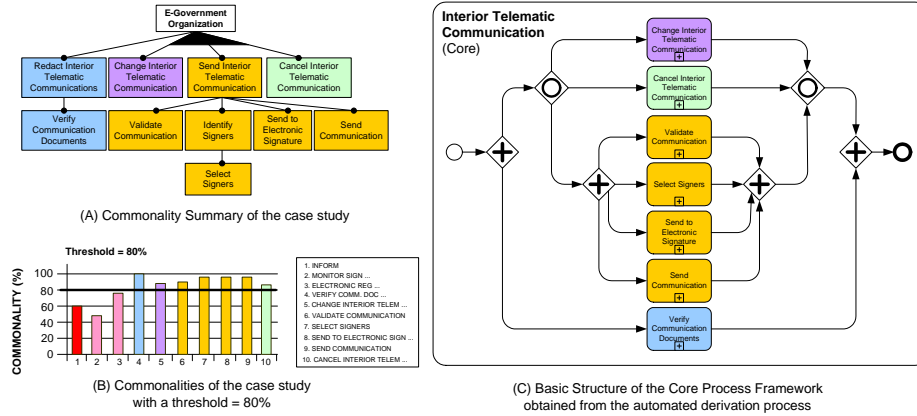 E-Government
Organization
Redact Interior
Telematic
Communications
Change Interior
Telematic
Communication
Send Interior
Telematic
Communication
Cancel Interior
Telematic
Communication
Verify
Communication
Documents
Validate
Communication
Identify
Signers
Send to
Electronic
Signature
Send
Communication
Select
Signers
(A) Commonality Summary of the case study
Threshold = 80%
COMMONALITY (%)
100
80
60
40
20
0
1 2 3 4 5 6 7 8 9 10
1. INFORM
2. MONITOR SIGN ...
3. ELECTRONIC REG ...
4. VERIFY COMM. DOC ...
5. CHANGE INTERIOR TELEM ...
6. VALIDATE COMMUNICATION
7. SELECT SIGNERS
8. SEND TO ELECTRONIC SIGN ...
9. SEND COMMUNICATION
10. CANCEL INTERIOR TELEM ...
(B) Commonalities of the case study
with a threshold = 80%
Interior Telematic
Communication
(Core)
Change Interior
Telematic
Communication
Cancel Interior
Telematic
Communication
Validate
Communication
Select Signers
Send to
Electronic
Signature
Send
Communication
Verify
Communication
Documents
(C) Basic Structure of the Core Process Framework
obtained from the automated derivation process